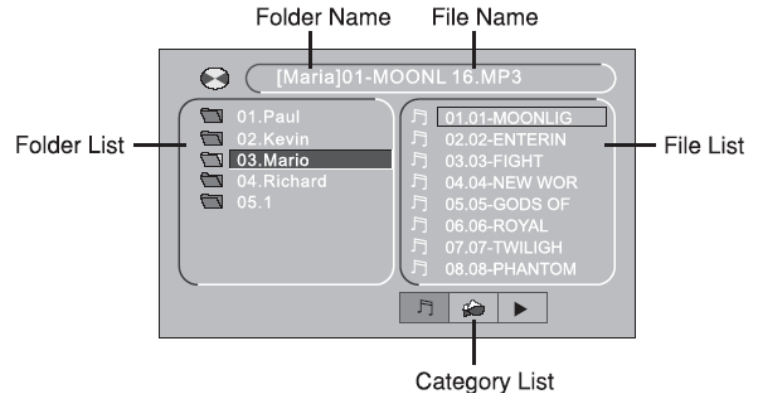 Folder Name
File Name
[Maria]01-MOONL 16.MP3
Folder List
01.Paul
02.Kevin
03.Mario
04.Richard
05.1
01.01-MOONLIG
02.02-ENTERIN
03.03-FIGHT
04.04-NEW WOR
05.05-GODS OF
06.06-ROYAL
07.07-TWILIGH
08.08-PHANTOM
File List
Category List